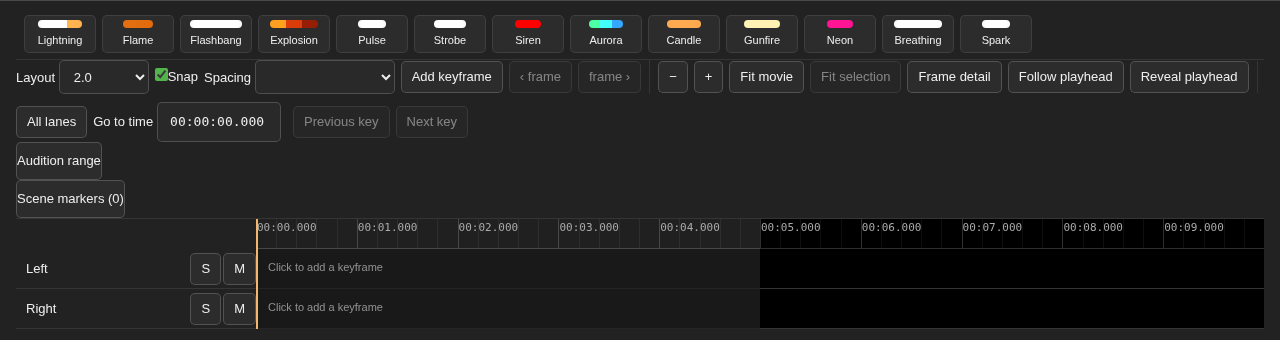 Lightning Flame Flashbang Explosion Pulse Strobe Siren Aurora Candle Gunfire Neon Breathing Spark
Layout 2.0 Snap Spacing Add keyframe ‹ frame frame › − + Fit movie Fit selection Frame detail Follow playhead Reveal playhead
All lanes Go to time 00:00:00.000 Previous key Next key
Audition range
Scene markers (0)
00:00.000 00:01.000 00:02.000 00:03.000 00:04.000 00:05.000 00:06.000 00:07.000 00:08.000 00:09.000
Left S M Click to add a keyframe
Right S M Click to add a keyframe